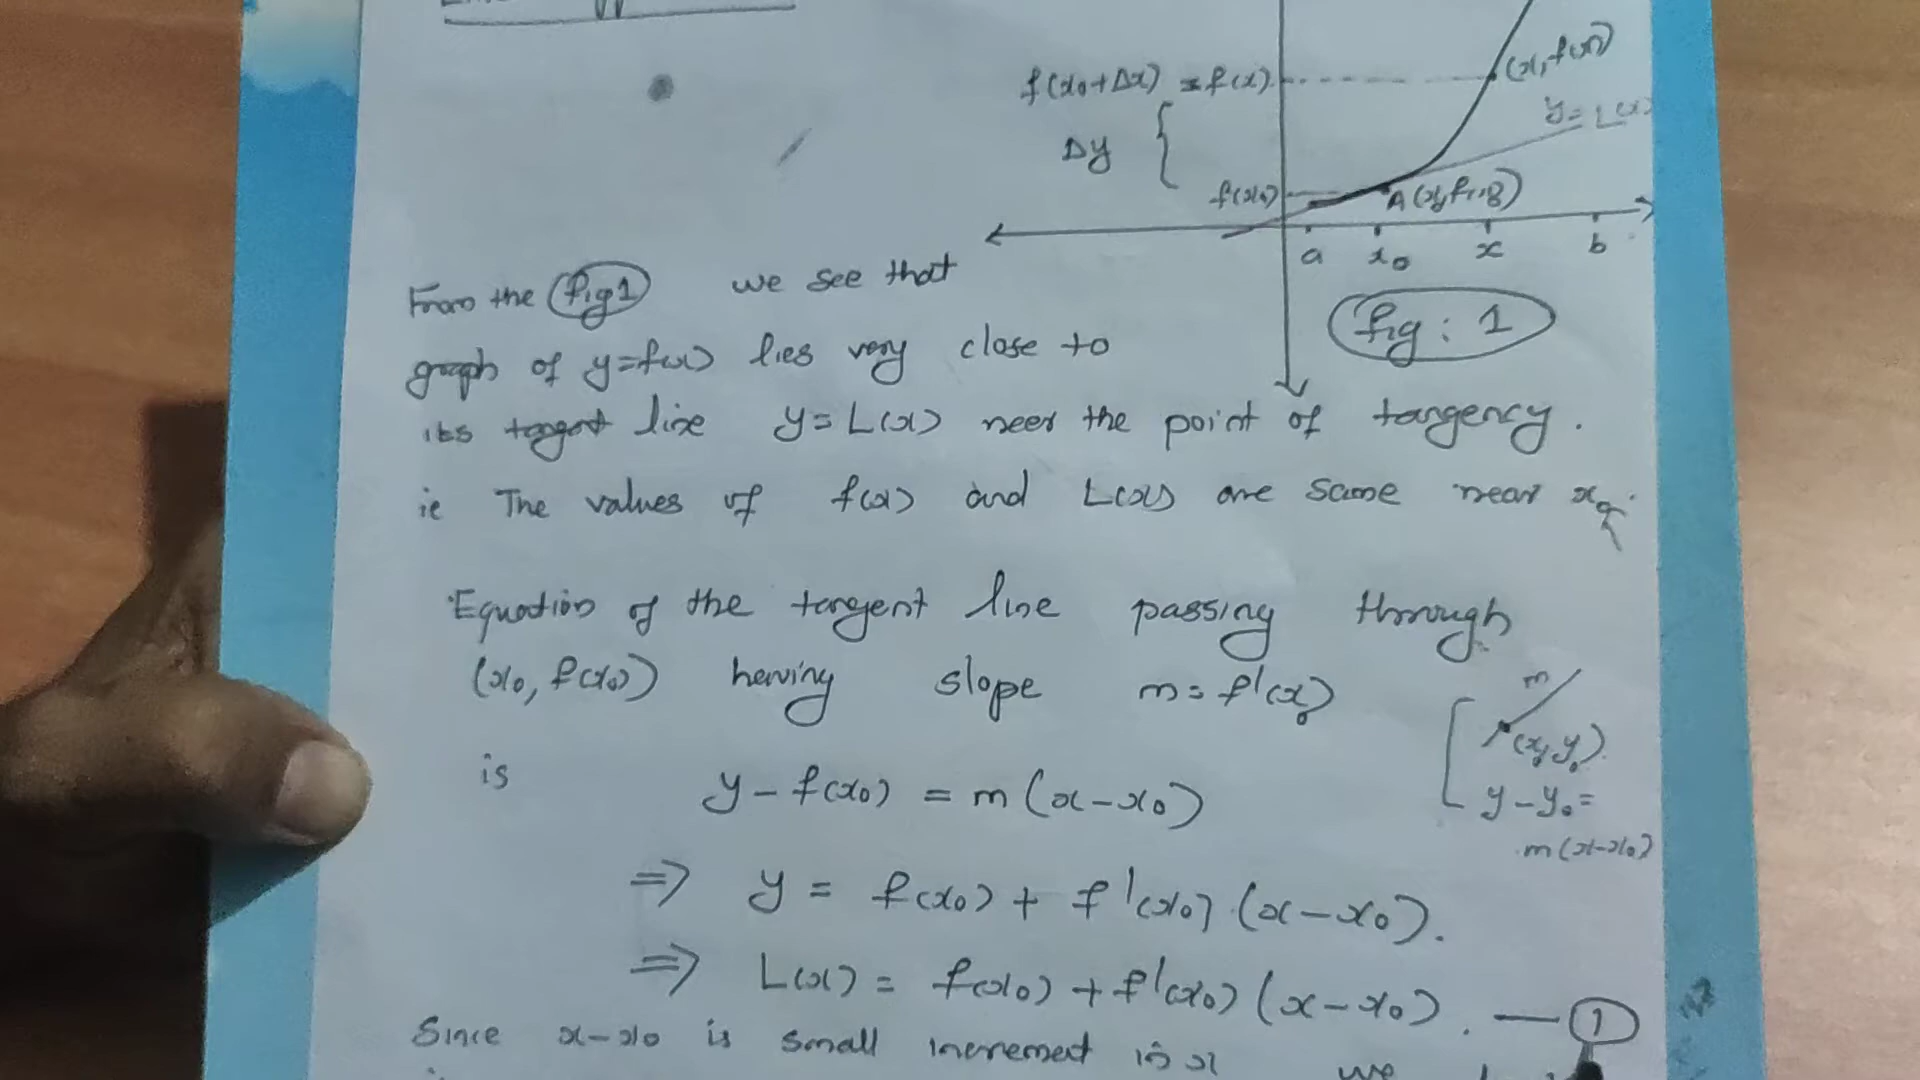 (x, f(x))
f(x₀+Δx) = f(x)
y = L(x)
Δy {
f(x₀)
A(x₀, f(x₀))
a x₀ x b
From the fig 1 we see that
fig : 1
graph of y=f(x) lies very close to
its tangent line y= L(x) near the point of tangency.
ie The values of f(x) and L(x) are same near x₀.
Equation of the tangent line passing through
(x₀, f(x₀)) having slope m= f'(x₀)
m
(x₀, y₀)
is y - f(x₀) = m (x - x₀)
y - y₀ =
m (x-x₀)
⇒ y = f(x₀) + f'(x₀) (x - x₀).
⇒ L(x) = f(x₀) + f'(x₀) (x - x₀). — 1
Since x-x₀ is small increment in x we